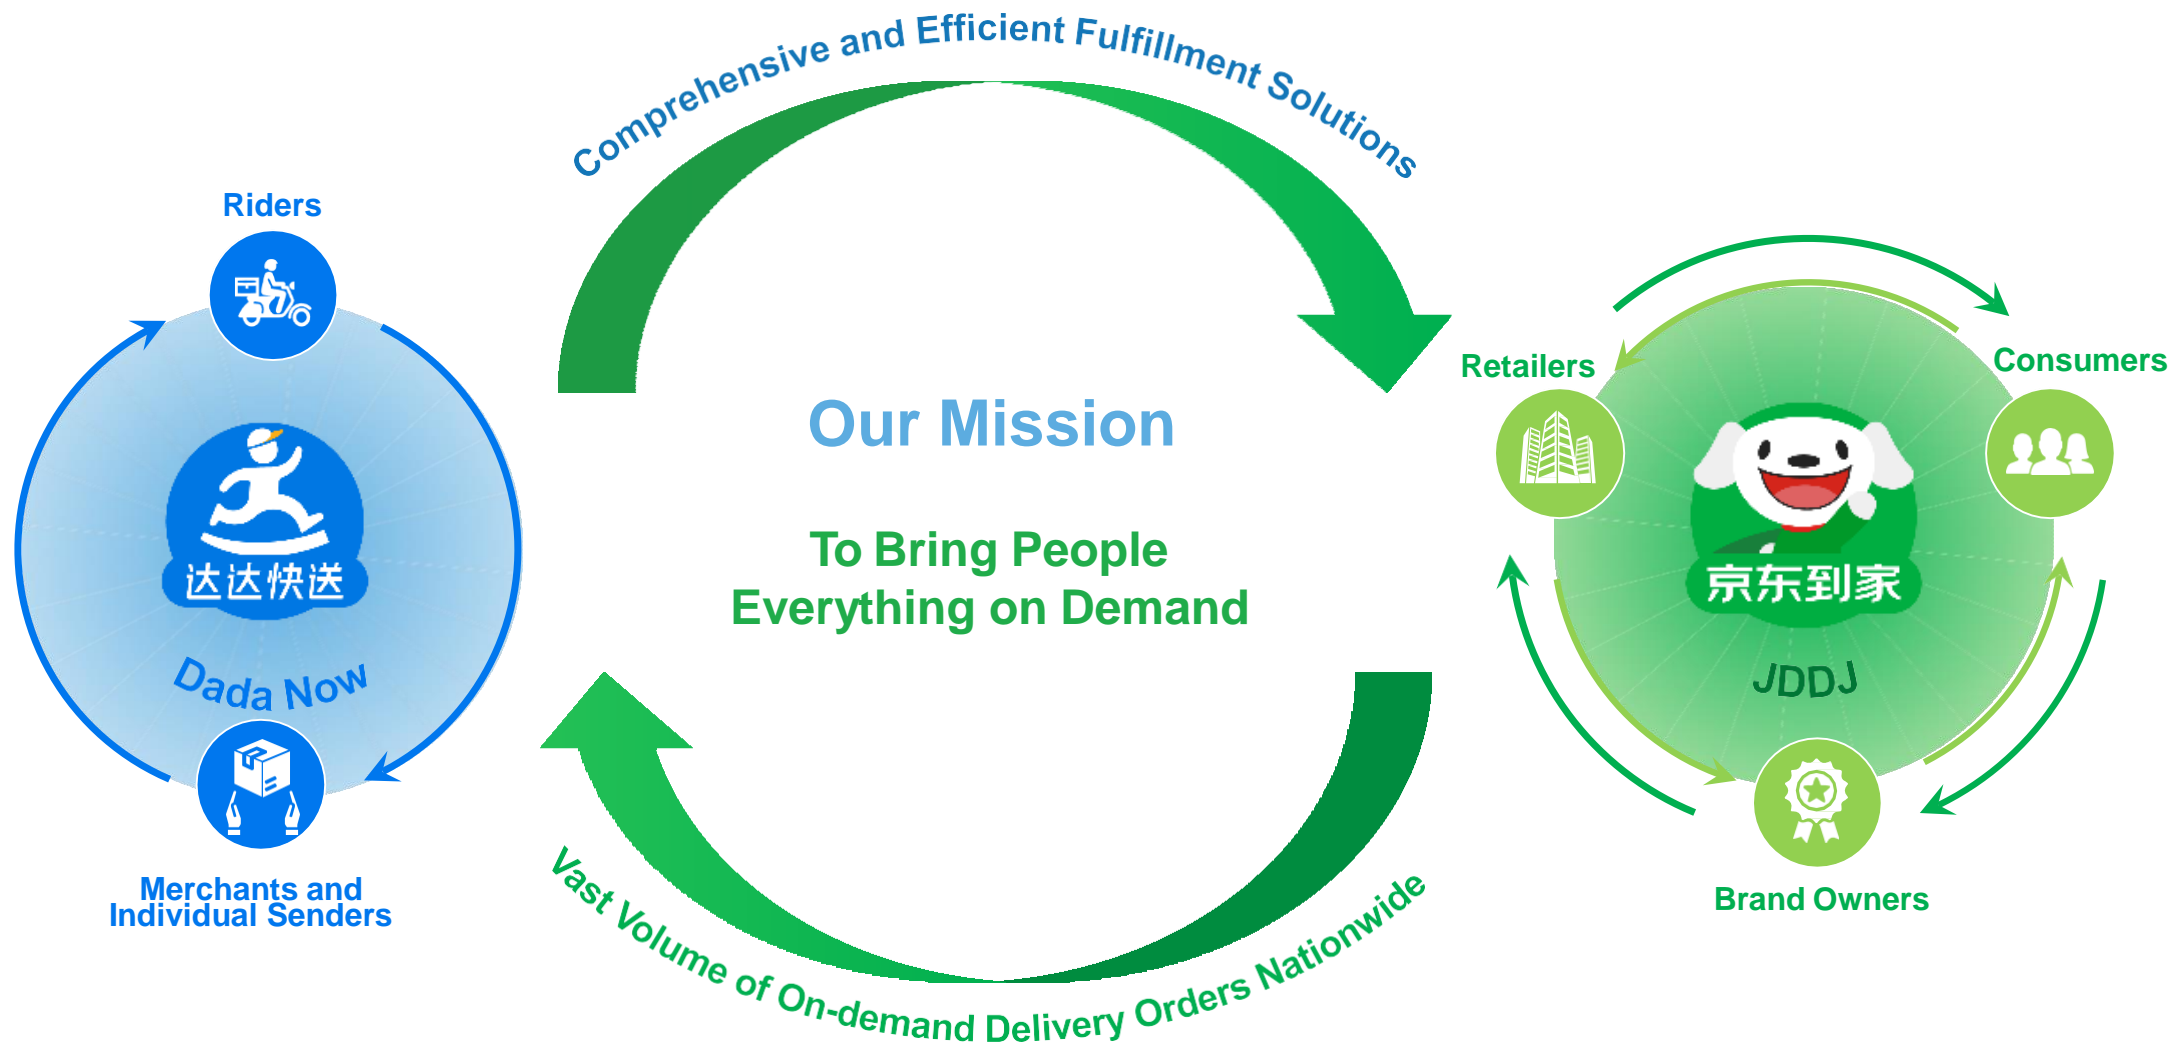 Comprehensive and Efficient Fulfillment Solutions
Riders
达达快送
Dada Now
Merchants and
Individual Senders
Our Mission
To Bring People
Everything on Demand
Retailers
Consumers
京东到家
JDDJ
Brand Owners
Vast Volume of On-demand Delivery Orders Nationwide